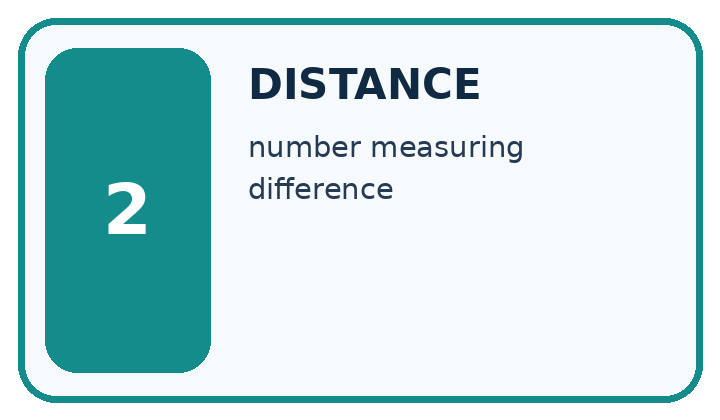 2
DISTANCE
number measuring
difference